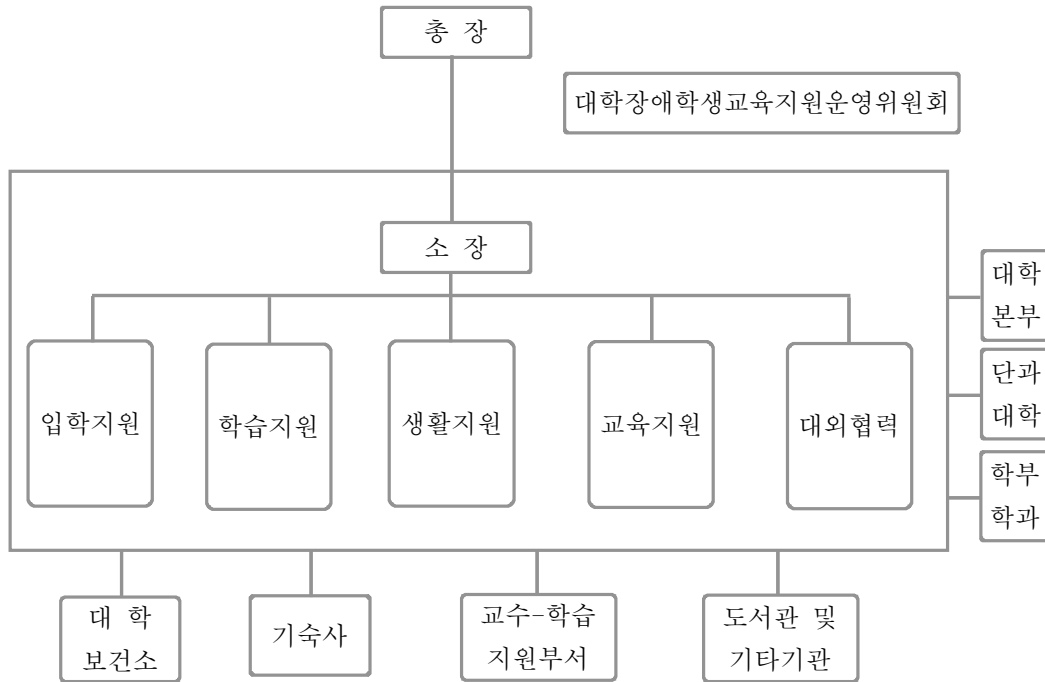 총 장
대학장애학생교육지원운영위원회
소 장
입학지원
학습지원
생활지원
교육지원
대외협력
대학
본부
단과
대학
학부
학과
대 학
보건소
기숙사
교수-학습
지원부서
도서관 및
기타기관